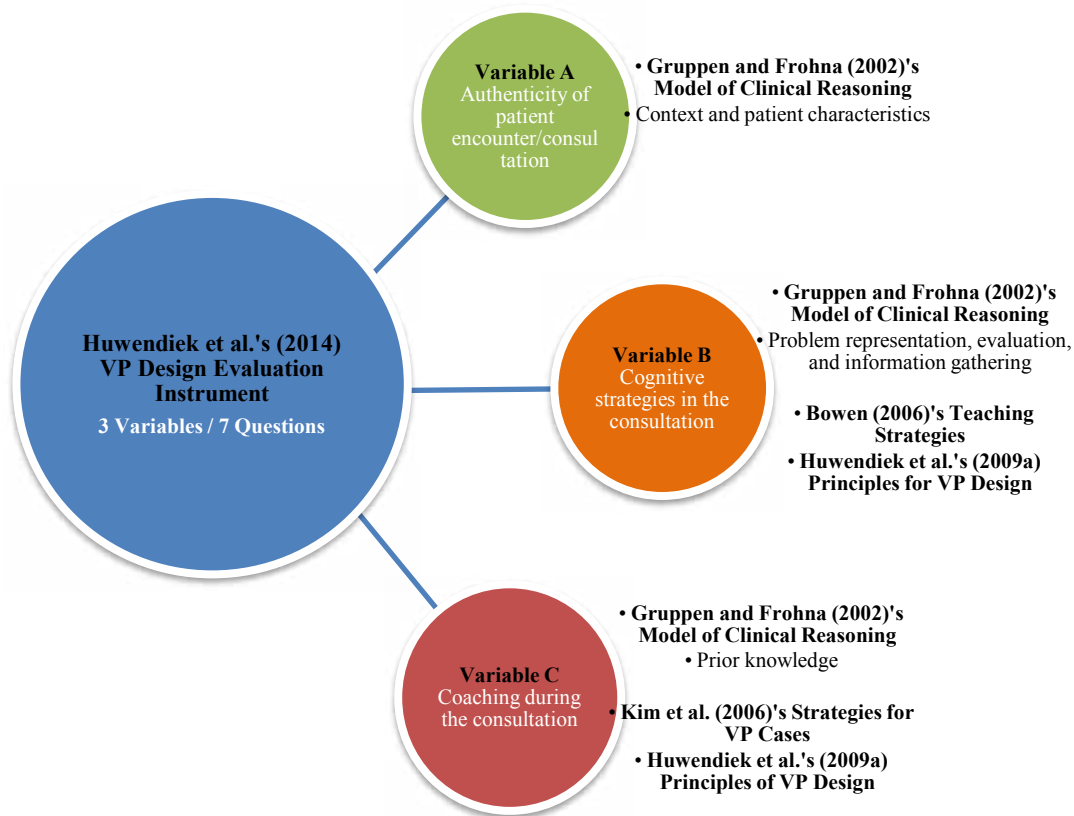 Huwendiek et al.'s (2014)
VP Design Evaluation
Instrument
3 Variables / 7 Questions
Variable A
Authenticity of
patient
encounter/consul
tation
• Gruppen and Frohna (2002)'s
Model of Clinical Reasoning
• Context and patient characteristics
Variable B
Cognitive
strategies in the
consultation
• Gruppen and Frohna (2002)'s
Model of Clinical Reasoning
• Problem representation, evaluation,
and information gathering
• Bowen (2006)'s Teaching
Strategies
• Huwendiek et al.'s (2009a)
Principles for VP Design
Variable C
Coaching during
the consultation
• Gruppen and Frohna (2002)'s
Model of Clinical Reasoning
• Prior knowledge
• Kim et al. (2006)'s Strategies for
VP Cases
• Huwendiek et al.'s (2009a)
Principles of VP Design